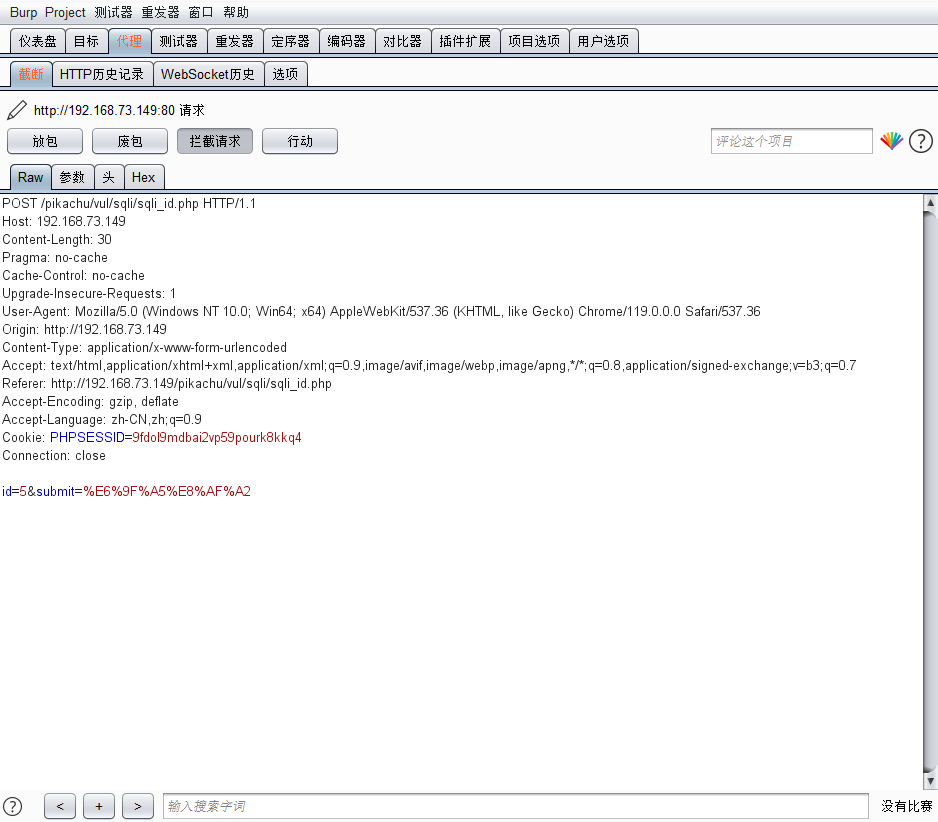 Burp Project 测试器 重发器 窗口 帮助
仪表盘 目标 代理 测试器 重发器 定序器 编码器 对比器 插件扩展 项目选项 用户选项
截断 HTTP历史记录 WebSocket历史 选项
http://192.168.73.149:80 请求
放包 废包 拦截请求 行动 评论这个项目 ?
Raw 参数 头 Hex
POST /pikachu/vul/sqli/sqli_id.php HTTP/1.1
Host: 192.168.73.149
Content-Length: 30
Pragma: no-cache
Cache-Control: no-cache
Upgrade-Insecure-Requests: 1
User-Agent: Mozilla/5.0 (Windows NT 10.0; Win64; x64) AppleWebKit/537.36 (KHTML, like Gecko) Chrome/119.0.0.0 Safari/537.36
Origin: http://192.168.73.149
Content-Type: application/x-www-form-urlencoded
Accept: text/html,application/xhtml+xml,application/xml;q=0.9,image/avif,image/webp,image/apng,*/*;q=0.8,application/signed-exchange;v=b3;q=0.7
Referer: http://192.168.73.149/pikachu/vul/sqli/sqli_id.php
Accept-Encoding: gzip, deflate
Accept-Language: zh-CN,zh;q=0.9
Cookie: PHPSESSID=9fdol9mdbai2vp59pourk8kkq4
Connection: close
id=5&submit=%E6%9F%A5%E8%AF%A2
? < + > 输入搜索字词 没有比赛